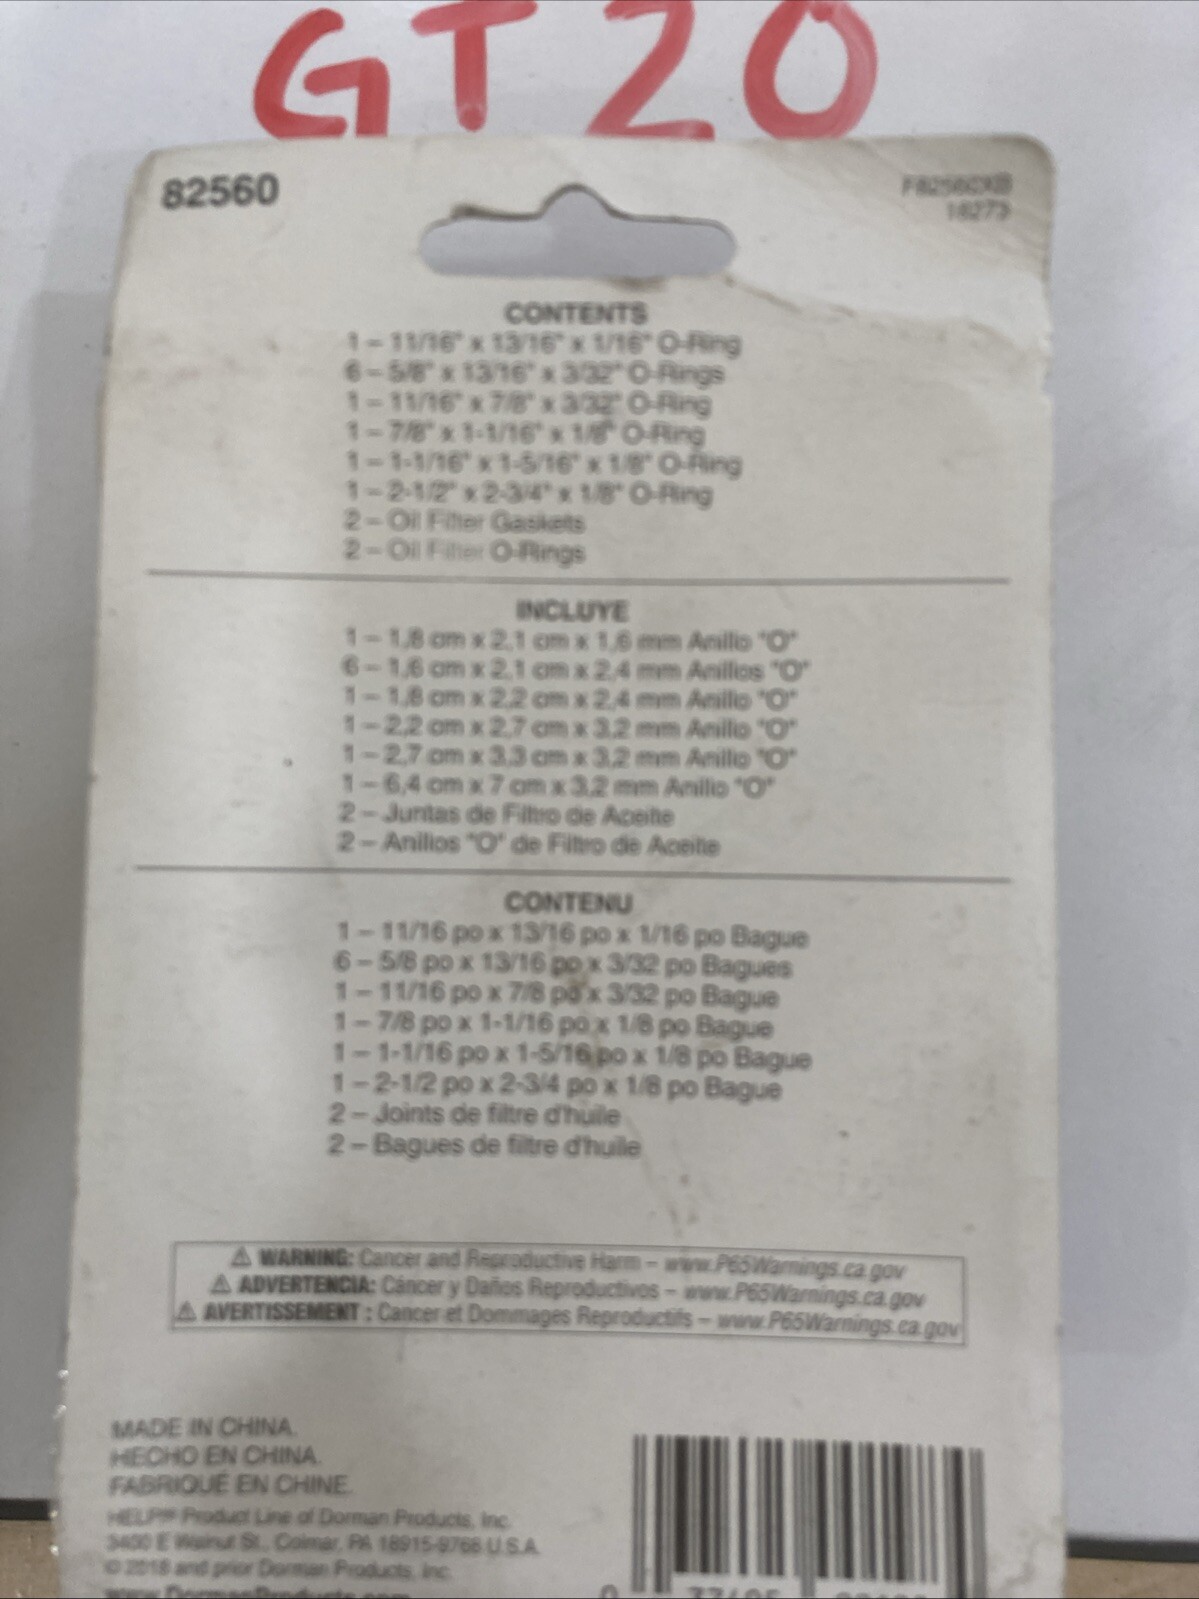 GT20
82560
18273
CONTENTS
1 – 11/16" x 13/16" x 1/16" O-Ring
6 – 5/8" x 13/16" x 3/32" O-Rings
1 – 11/16" x 7/8" x 3/32" O-Ring
1 – 7/8" x 1-1/16" x 1/8" O-Ring
1 – 1-1/16" x 1-5/16" x 1/8" O-Ring
1 – 2-1/2" x 2-3/4" x 1/8" O-Ring
2 – Oil Filter Gaskets
2 – Oil Filter O-Rings
INCLUYE
1 – 1,8 cm x 2,1 cm x 1,6 mm Anillo "O"
6 – 1,6 cm x 2,1 cm x 2,4 mm Anillos "O"
1 – 1,8 cm x 2,2 cm x 2,4 mm Anillo "O"
1 – 2,2 cm x 2,7 cm x 3,2 mm Anillo "O"
1 – 2,7 cm x 3,3 cm x 3,2 mm Anillo "O"
1 – 6,4 cm x 7 cm x 3,2 mm Anillo "O"
2 – Juntas de Filtro de Aceite
2 – Anillos "O" de Filtro de Aceite
CONTENU
1 – 11/16 po x 13/16 po x 1/16 po Bague
6 – 5/8 po x 13/16 po x 3/32 po Bagues
1 – 11/16 po x 7/8 po x 3/32 po Bague
1 – 7/8 po x 1-1/16 po x 1/8 po Bague
1 – 1-1/16 po x 1-5/16 po x 1/8 po Bague
1 – 2-1/2 po x 2-3/4 po x 1/8 po Bague
2 – Joints de filtre d'huile
2 – Bagues de filtre d'huile
⚠ WARNING: Cancer and Reproductive Harm – www.P65Warnings.ca.gov
⚠ ADVERTENCIA: Cáncer y Daños Reproductivos – www.P65Warnings.ca.gov
⚠ AVERTISSEMENT : Cancer et Dommages Reproductifs – www.P65Warnings.ca.gov
MADE IN CHINA.
HECHO EN CHINA.
FABRIQUÉ EN CHINE.
HELP!® Product Line of Dorman Products, Inc.
3400 E Walnut St., Colmar, PA 18915-9768 U.S.A.
© 2018 and prior Dorman Products, Inc.
www.DormanProducts.com
0 37495